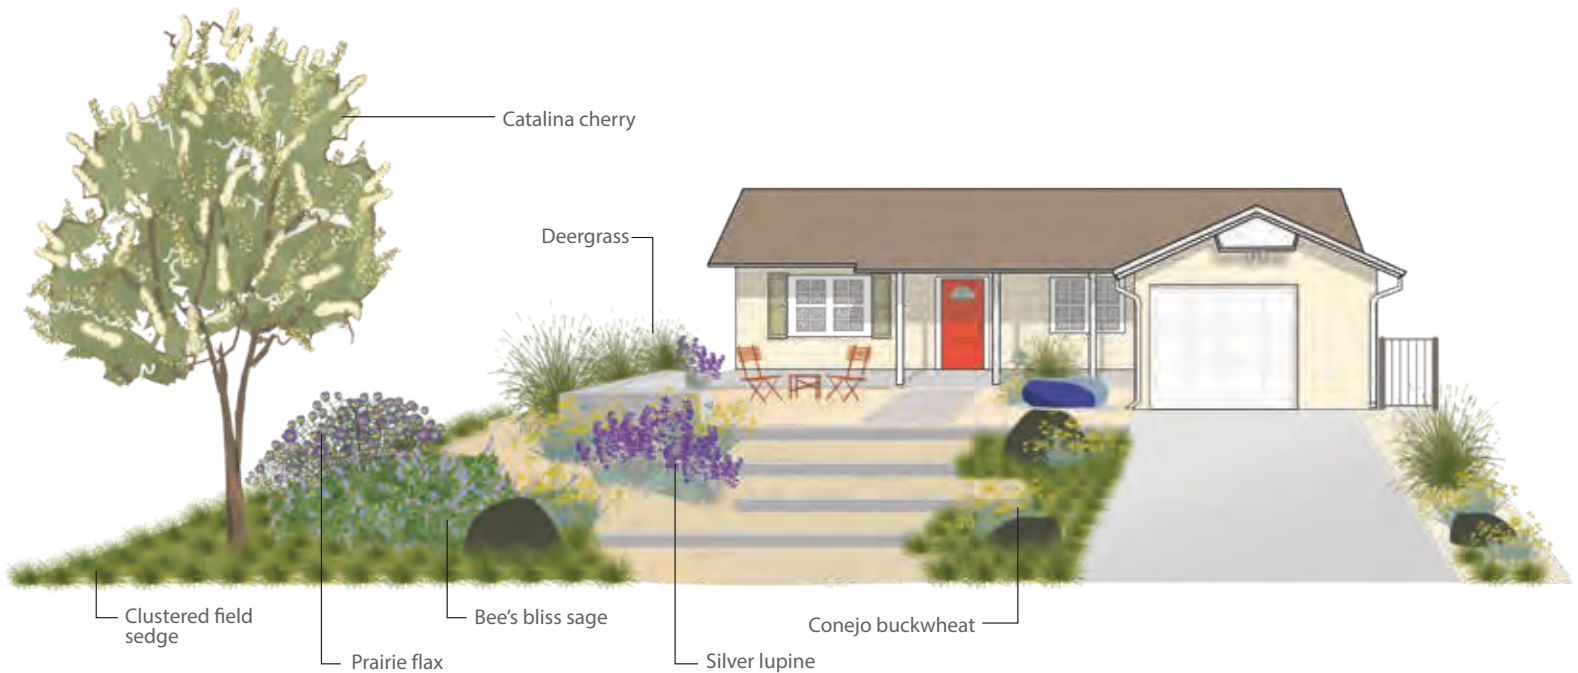 Catalina cherry
Deergrass
Clustered field
sedge
Bee's bliss sage
Conejo buckwheat
Prairie flax
Silver lupine